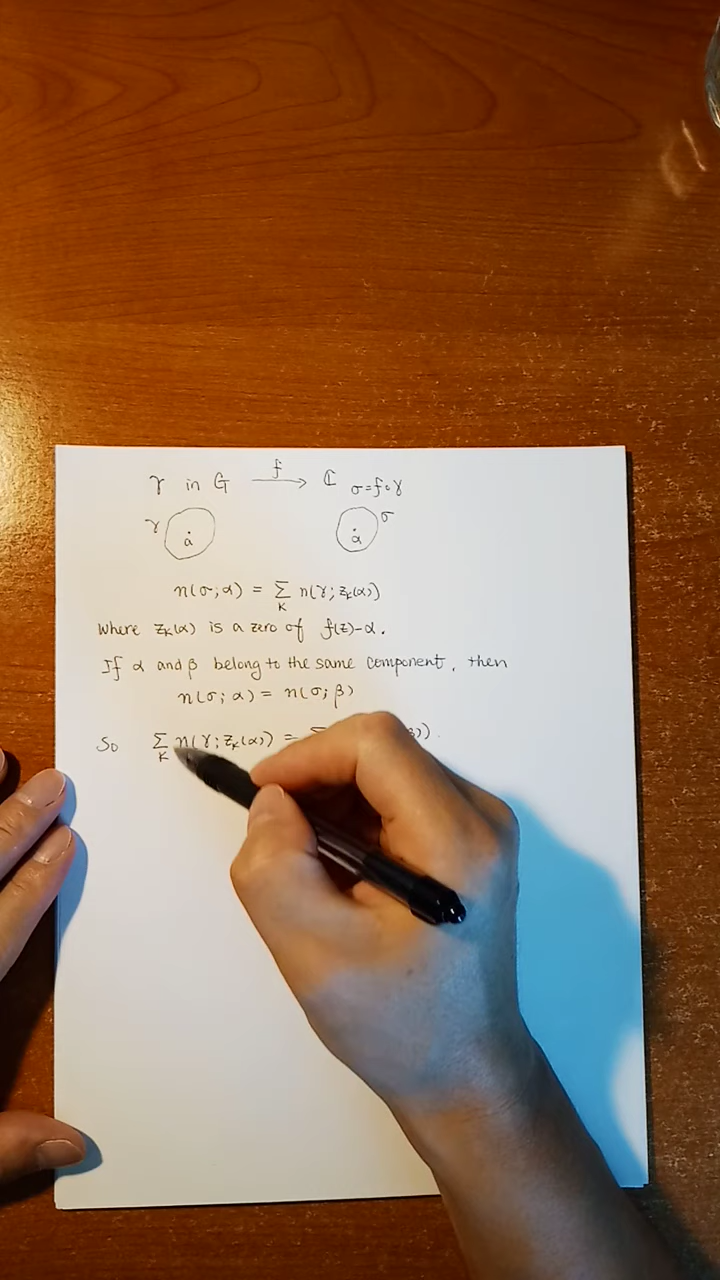 γ in G f→ ℂ σ=f∘γ
γ a α σ
n(σ;α) = Σ_K n(γ;z_K(α))
where z_K(α) is a zero of f(z)-α.
If α and β belong to the same component, then
n(σ;α) = n(σ;β)
So Σ_K n(γ;z_K(α)) =